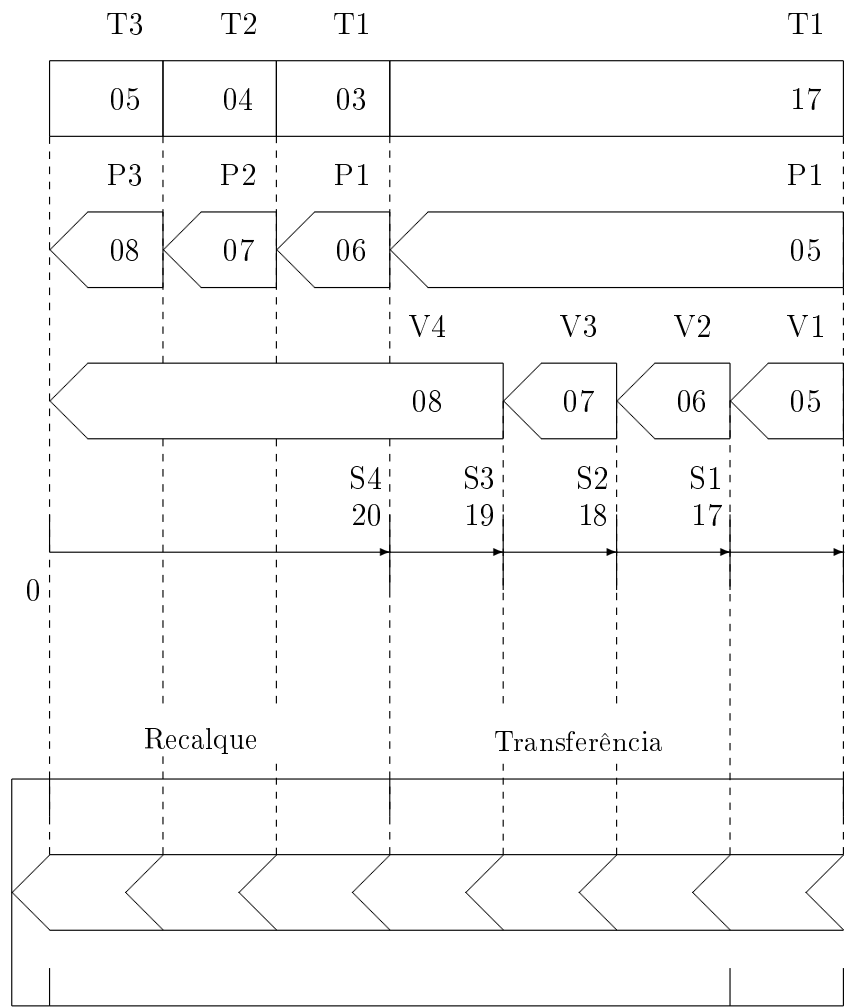 T3 T2 T1 T1
05 04 03 17
P3 P2 P1 P1
08 07 06 05
V4 V3 V2 V1
08 07 06 05
S4 S3 S2 S1
20 19 18 17
0
Recalque Transferência